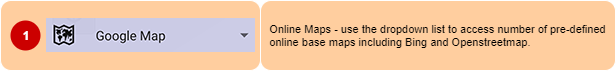 1
Google Map
Online Maps - use the dropdown list to access number of pre-defined
online base maps including Bing and Openstreetmap.